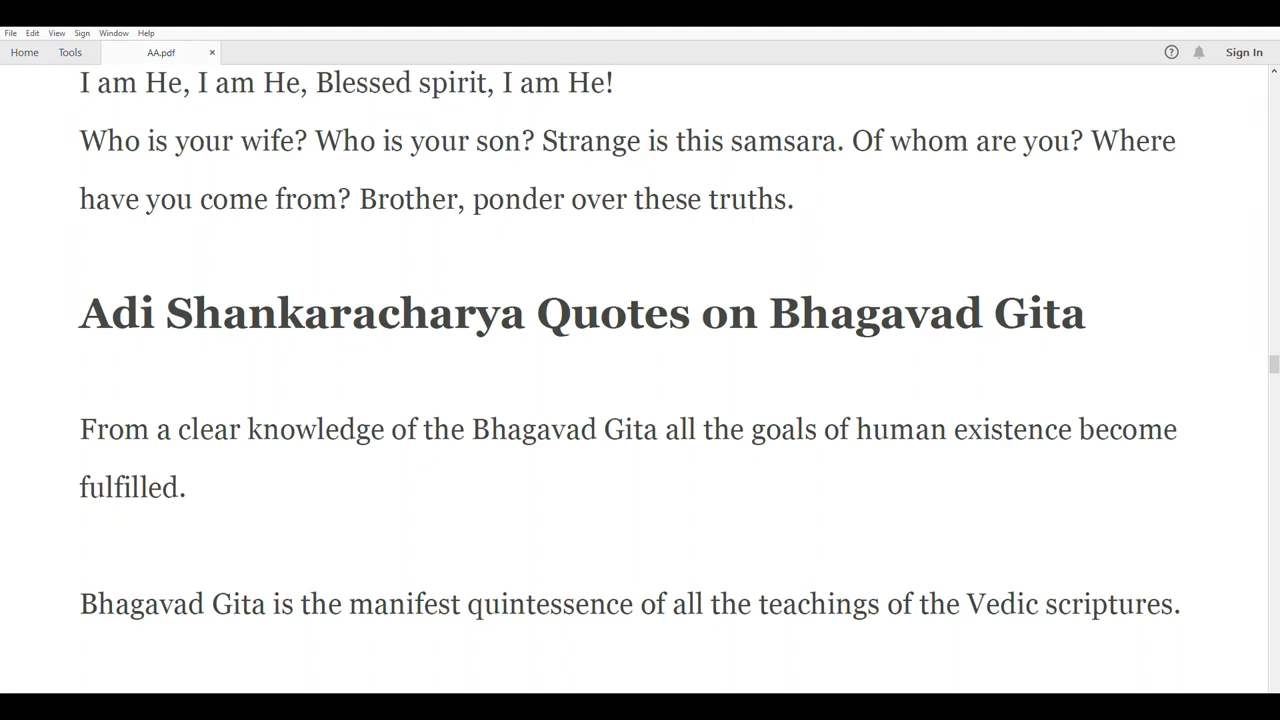 File Edit View Sign Window Help
Home Tools AA.pdf × ? Sign In
I am He, I am He, Blessed spirit, I am He!
Who is your wife? Who is your son? Strange is this samsara. Of whom are you? Where
have you come from? Brother, ponder over these truths.
Adi Shankaracharya Quotes on Bhagavad Gita
From a clear knowledge of the Bhagavad Gita all the goals of human existence become
fulfilled.
Bhagavad Gita is the manifest quintessence of all the teachings of the Vedic scriptures.